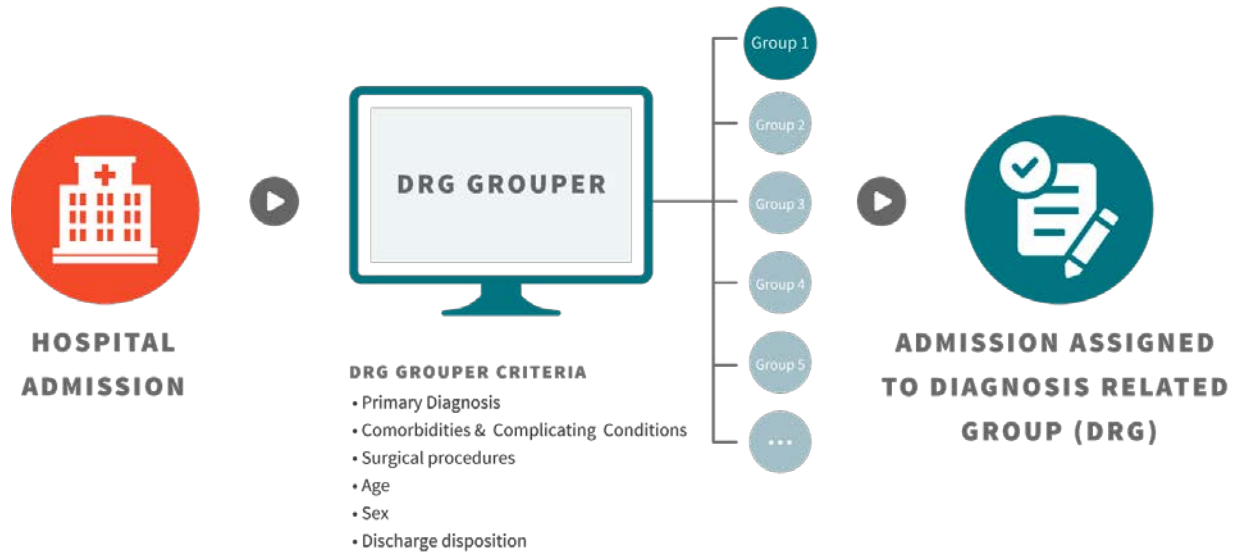 HOSPITAL
ADMISSION
DRG GROUPER
DRG GROUPER CRITERIA
• Primary Diagnosis
• Comorbidities & Complicating Conditions
• Surgical procedures
• Age
• Sex
• Discharge disposition
Group 1
Group 2
Group 3
Group 4
Group 5
...
ADMISSION ASSIGNED
TO DIAGNOSIS RELATED
GROUP (DRG)